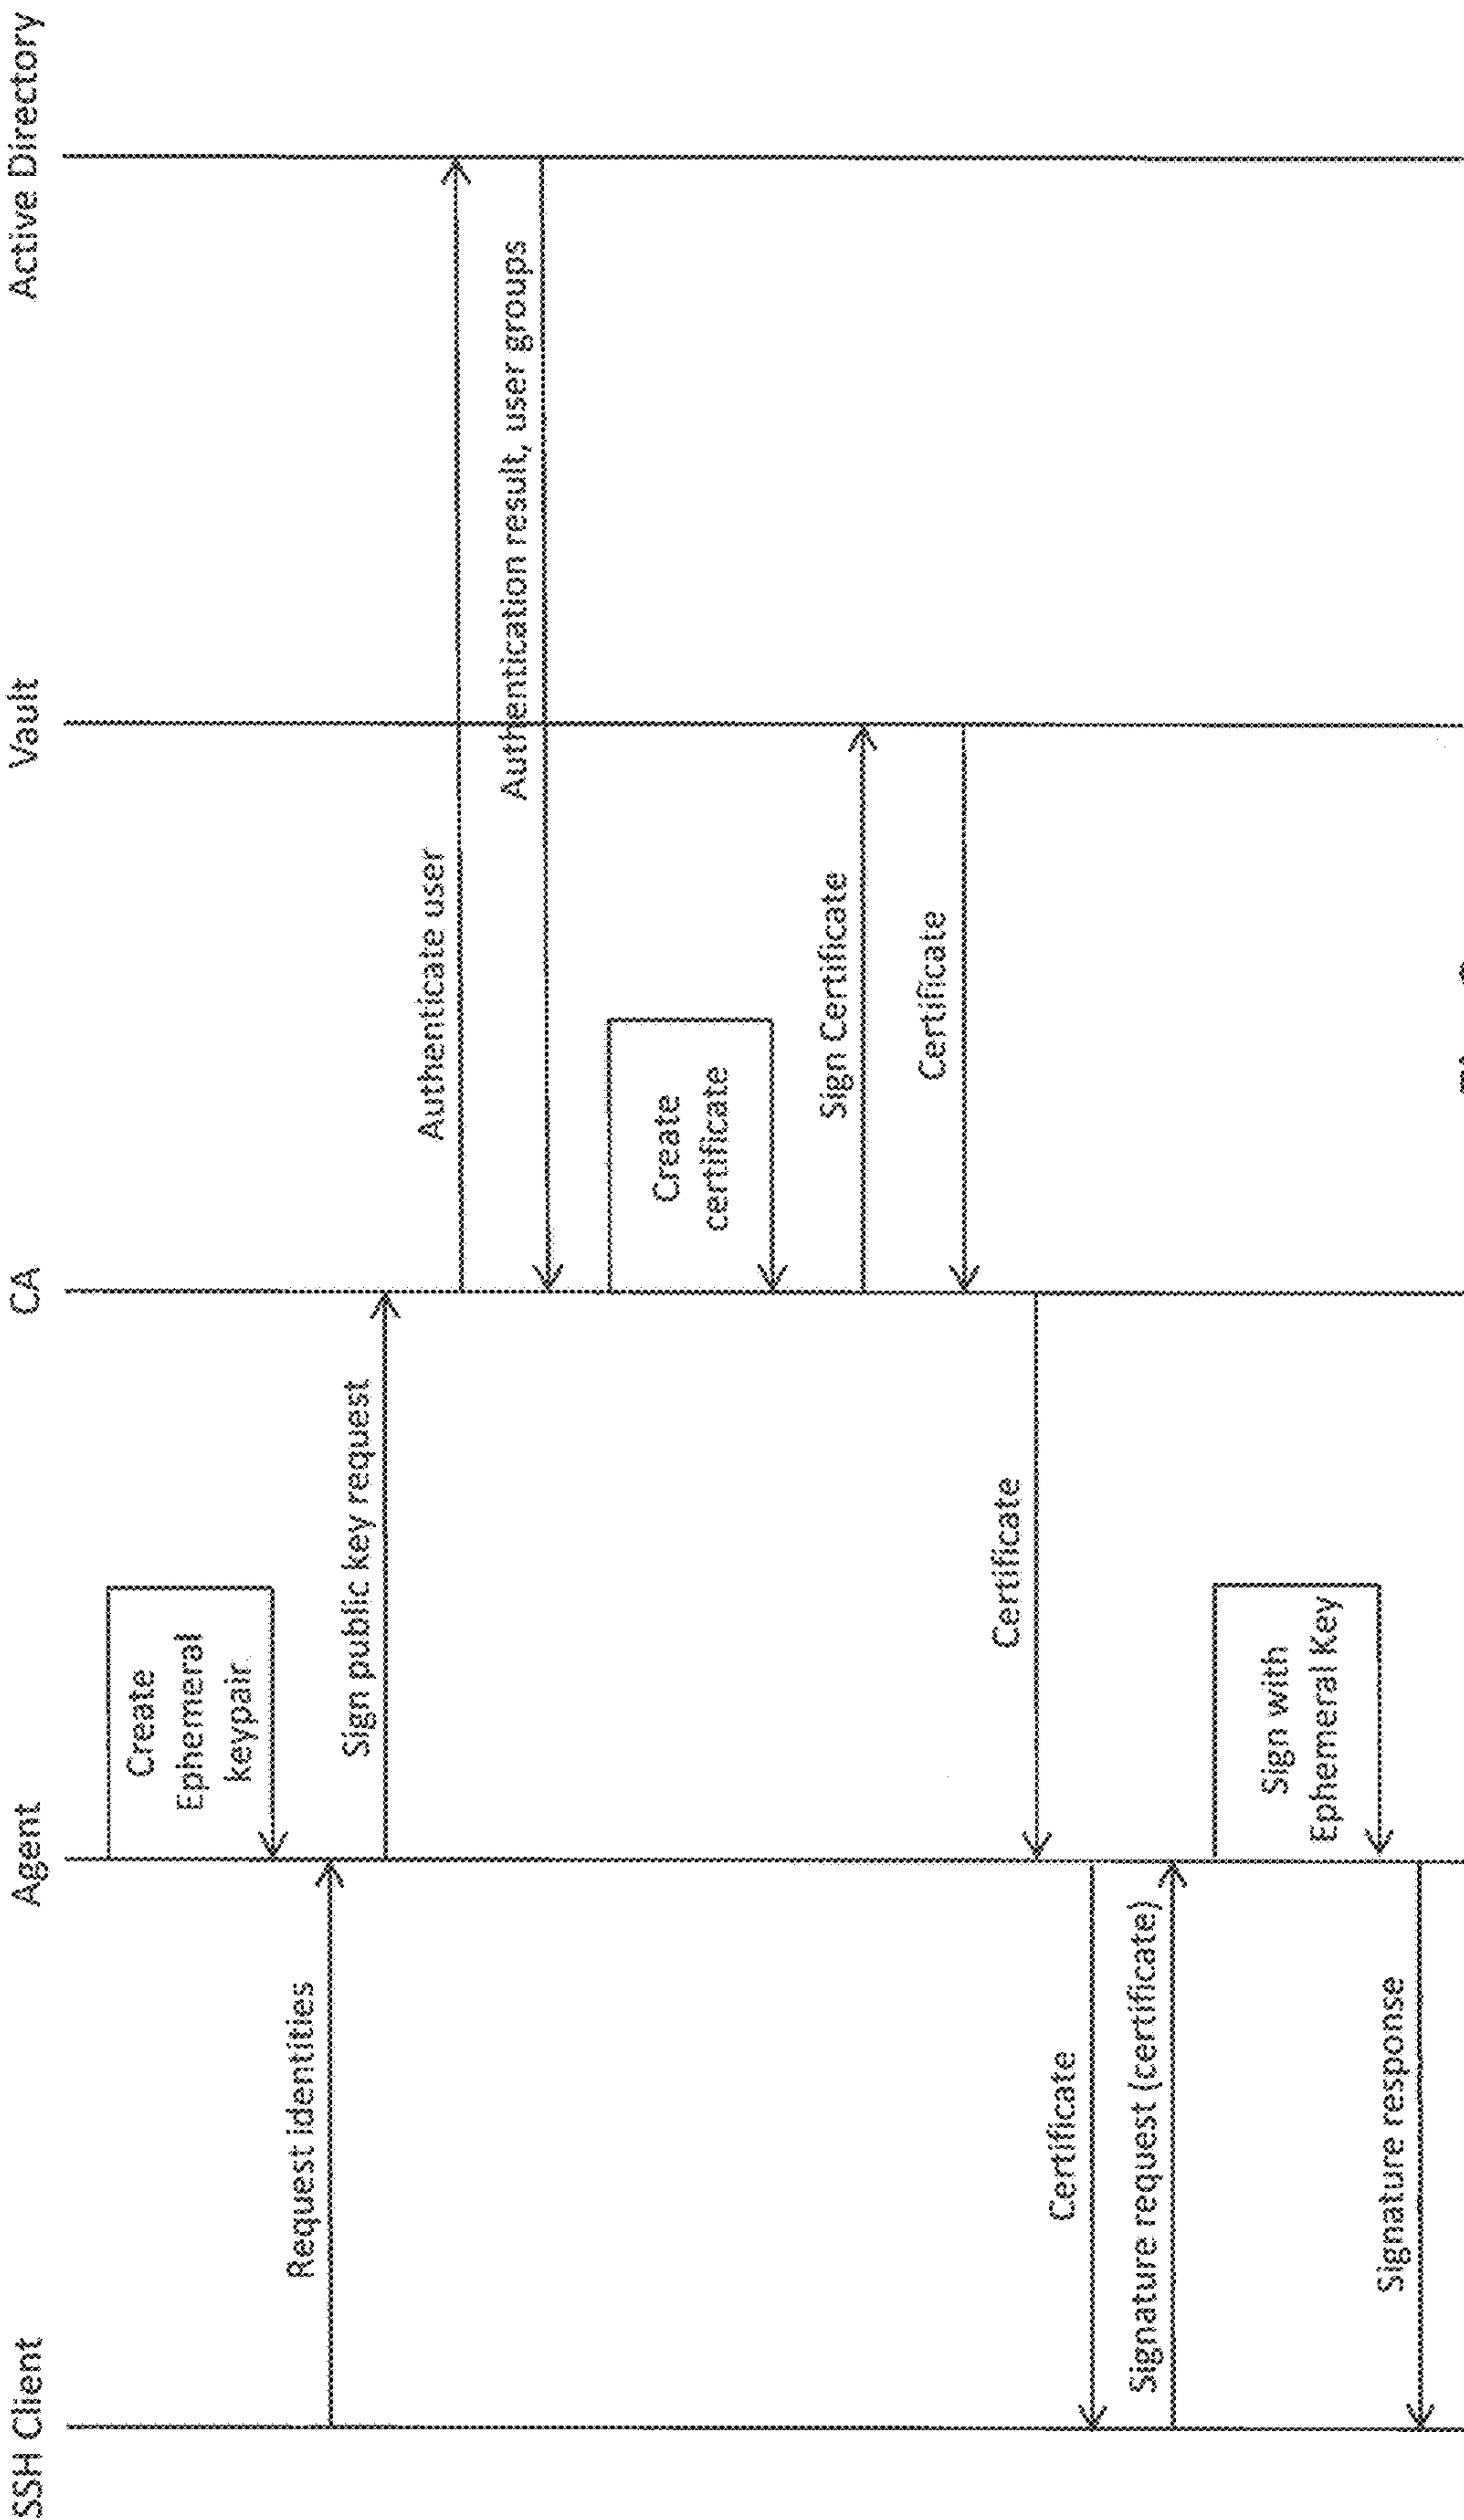 SSH Client
Agent
CA
Vault
Active Directory
Create
Ephemeral
keypair
Request identities
Sign public key request
Authenticate user
Authentication result, user groups
Create
certificate
Sign Certificate
Certificate
Certificate
Certificate
Signature request (certificate)
Sign with
Ephemeral Key
Signature response